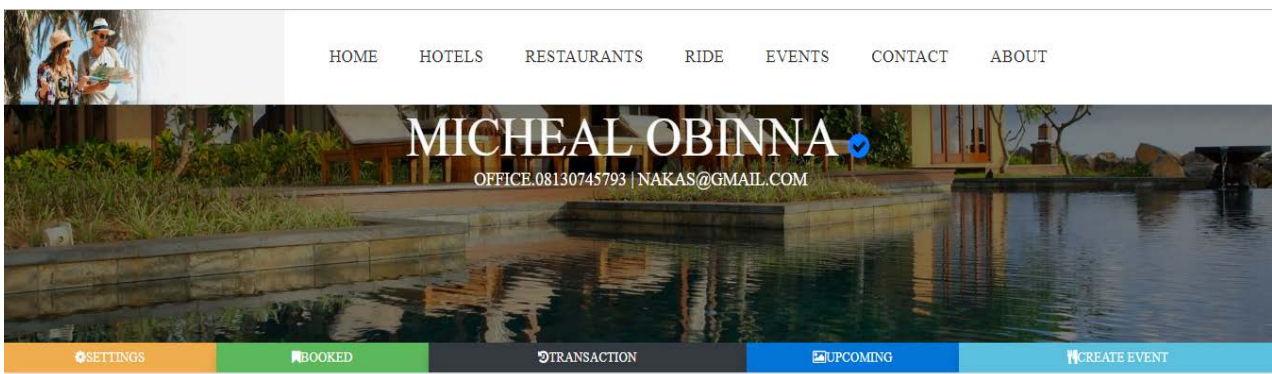 HOME HOTELS RESTAURANTS RIDE EVENTS CONTACT ABOUT
MICHEAL OBINNA
OFFICE.08130745793 | NAKAS@GMAIL.COM
SETTINGS BOOKED TRANSACTION UPCOMING CREATE EVENT